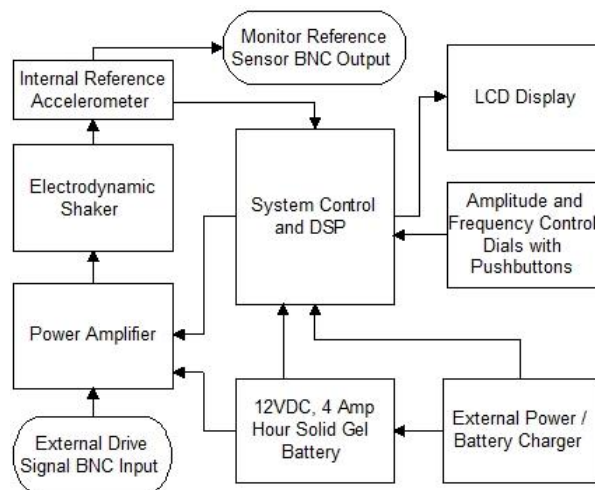 Monitor Reference
Sensor BNC Output
Internal Reference
Accelerometer
LCD Display
Electrodynamic
Shaker
System Control
and DSP
Amplitude and
Frequency Control
Dials with
Pushbuttons
Power Amplifier
12VDC, 4 Amp
Hour Solid Gel
Battery
External Power /
Battery Charger
External Drive
Signal BNC Input